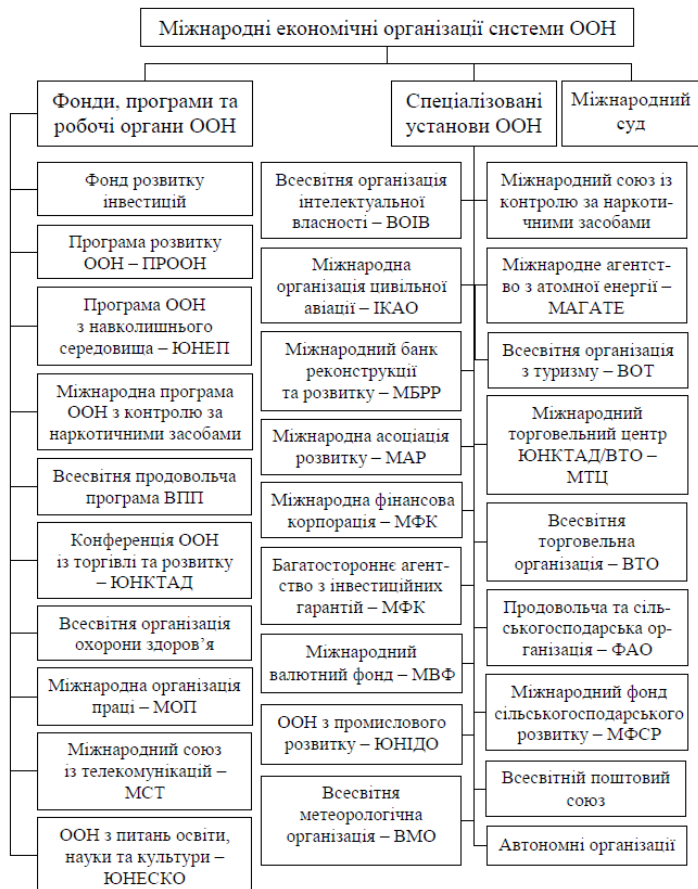 Міжнародні економічні організації системи ООН
Фонди, програми та
робочі органи ООН
Спеціалізовані
установи ООН
Міжнародний
суд
Фонд розвитку
інвестицій
Програма розвитку
ООН – ПРООН
Програма ООН
з навколишнього
середовища – ЮНЕП
Міжнародна програма
ООН з контролю за
наркотичними засобами
Всесвітня продовольча
програма ВПП
Конференція ООН
із торгівлі та розвитку
– ЮНКТАД
Всесвітня організація
охорони здоров’я
Міжнародна організація
праці – МОП
Міжнародний союз
із телекомунікацій –
МСТ
ООН з питань освіти,
науки та культури –
ЮНЕСКО
Всесвітня організація
інтелектуальної
власності – ВОІВ
Міжнародна
організація цивільної
авіації – ІКАО
Міжнародний банк
реконструкції
та розвитку – МБРР
Міжнародна асоціація
розвитку – МАР
Міжнародна фінансова
корпорація – МФК
Багатостороннє агент-
ство з інвестиційних
гарантій – МФК
Міжнародний
валютний фонд – МВФ
ООН з промислового
розвитку – ЮНІДО
Всесвітня
метеорологічна
організація – ВМО
Міжнародний союз із
контролю за наркоти-
чними засобами
Міжнародне агентст-
во з атомної енергії –
МАГАТЕ
Всесвітня організація
з туризму – ВОТ
Міжнародний
торговельний центр
ЮНКТАД/ВТО –
МТЦ
Всесвітня
торговельна
організація – ВТО
Продовольча та сіль-
ськогосподарська ор-
ганізація – ФАО
Міжнародний фонд
сільськогосподарського
розвитку – МФСР
Всесвітній поштовий
союз
Автономні організації